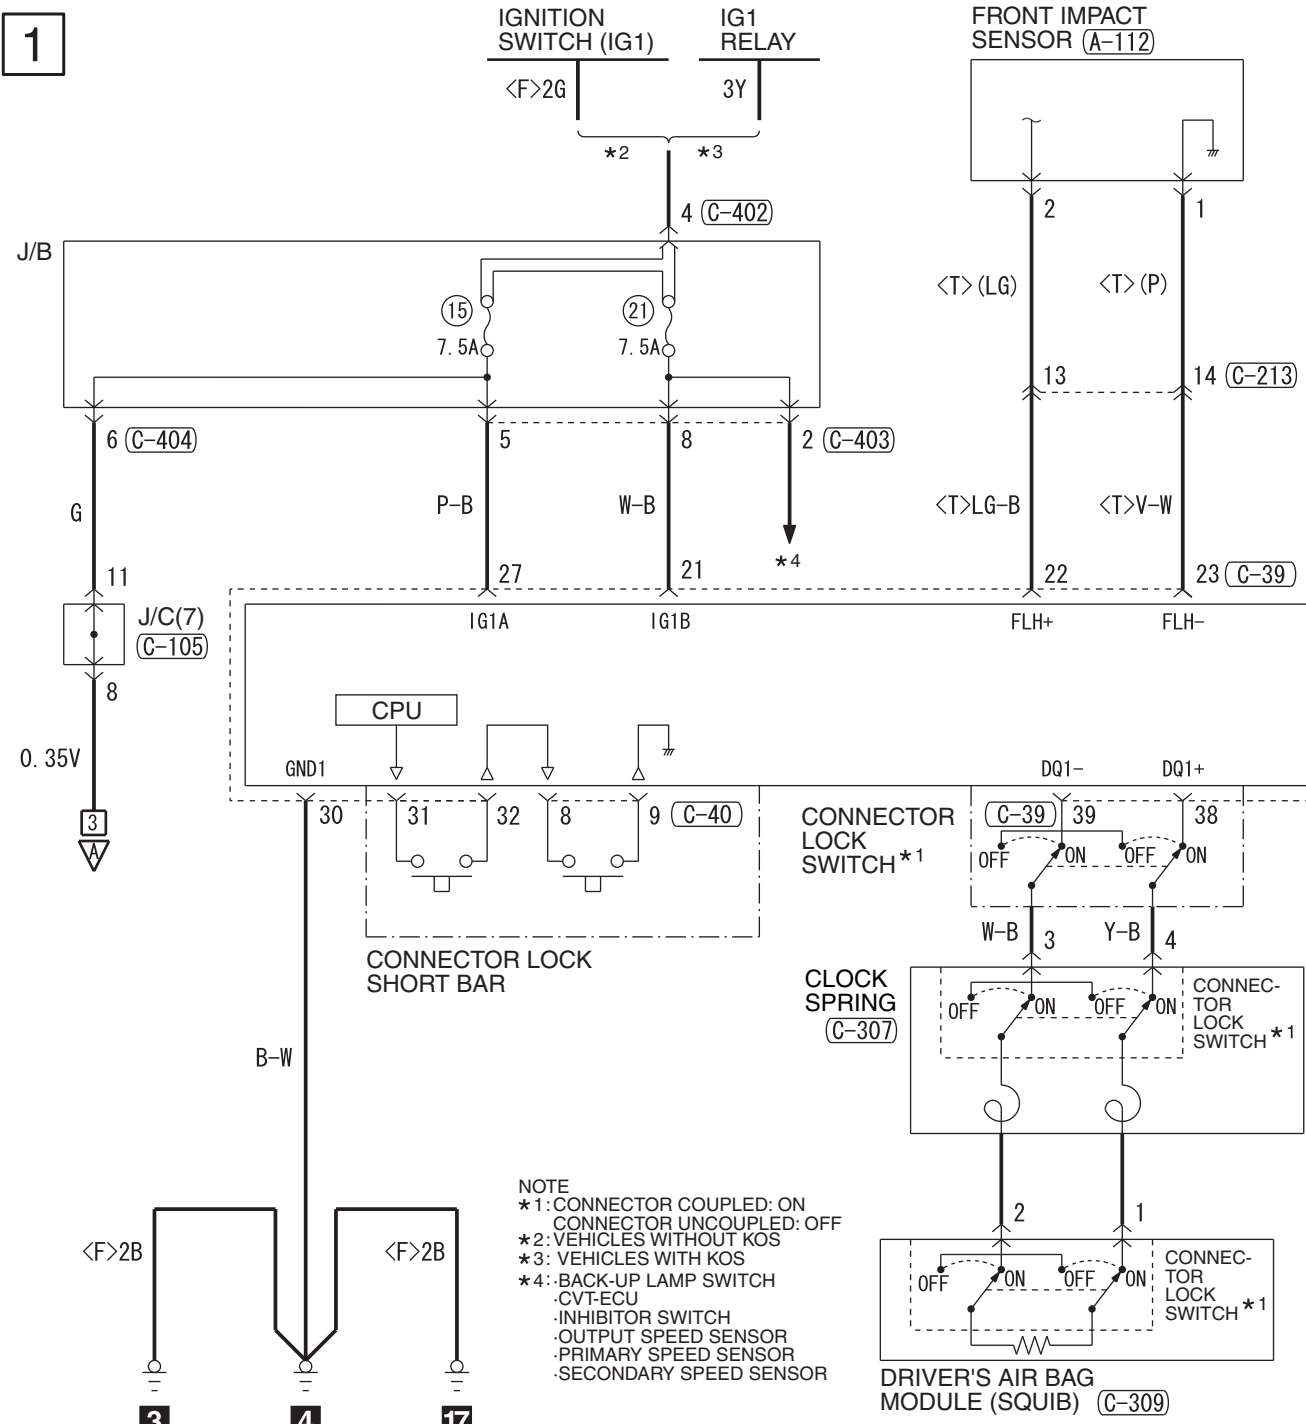 1
IGNITION
SWITCH (IG1)
IG1
RELAY
FRONT IMPACT
SENSOR A-112
<F>2G
3Y
*2
*3
4 C-402
2
1
J/B
<T>(LG)
<T>(P)
15
7.5A
21
7.5A
13
14 C-213
6 C-404
5
8
2 C-403
G
P-B
W-B
<T>LG-B
<T>V-W
*4
11
27
21
22
23 C-39
J/C(7)
C-105
IG1A
IG1B
FLH+
FLH-
8
CPU
0.35V
GND1
DQ1-
DQ1+
30
31
32
8
9 C-40
CONNECTOR
LOCK
SWITCH*1
C-39 39
38
OFF
ON
OFF
ON
3
A
CONNECTOR LOCK
SHORT BAR
W-B
3
Y-B
4
CLOCK
SPRING
C-307
OFF
ON
OFF
ON
CONNEC-
TOR
LOCK
SWITCH*1
B-W
2
1
NOTE
*1:CONNECTOR COUPLED: ON
CONNECTOR UNCOUPLED: OFF
*2:VEHICLES WITHOUT KOS
*3: VEHICLES WITH KOS
*4:·BACK-UP LAMP SWITCH
·CVT-ECU
·INHIBITOR SWITCH
·OUTPUT SPEED SENSOR
·PRIMARY SPEED SENSOR
·SECONDARY SPEED SENSOR
<F>2B
<F>2B
OFF
ON
OFF
ON
CONNEC-
TOR
LOCK
SWITCH*1
DRIVER'S AIR BAG
MODULE (SQUIB) C-309
3
4
17